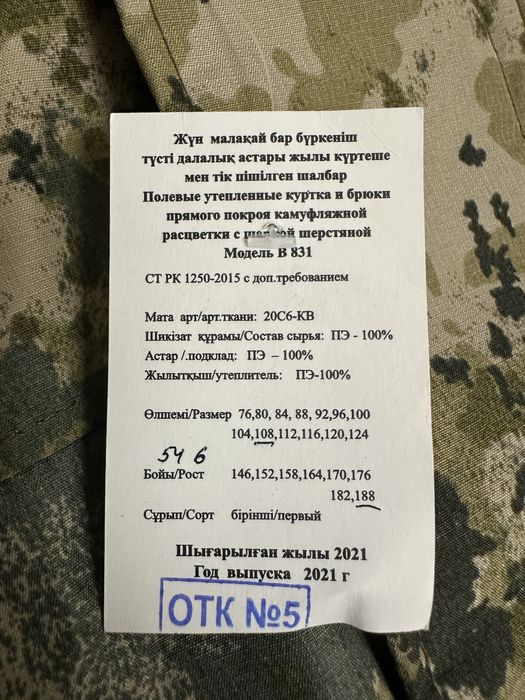 Жүн малақай бар бүркеніш
түсті далалық астары жылы күртеше
мен тік пішілген шалбар
Полевые утепленные куртка и брюки
прямого покроя камуфляжной
расцветки с шапкой шерстяной
Модель В 831
СТ РК 1250-2015 с доп.требованием
Мата арт/арт.ткани: 20С6-КВ
Шикізат құрамы/Состав сырья: ПЭ - 100%
Астар /.подклад: ПЭ – 100%
Жылытқыш/утеплитель: ПЭ-100%
Өлшемі/Размер 76,80, 84, 88, 92,96,100
104,108,112,116,120,124
54 6
Бойы/Рост 146,152,158,164,170,176
182,188
Сұрып/Сорт бірінші/первый
Шығарылған жылы 2021
Год выпуска 2021 г
ОТК №5